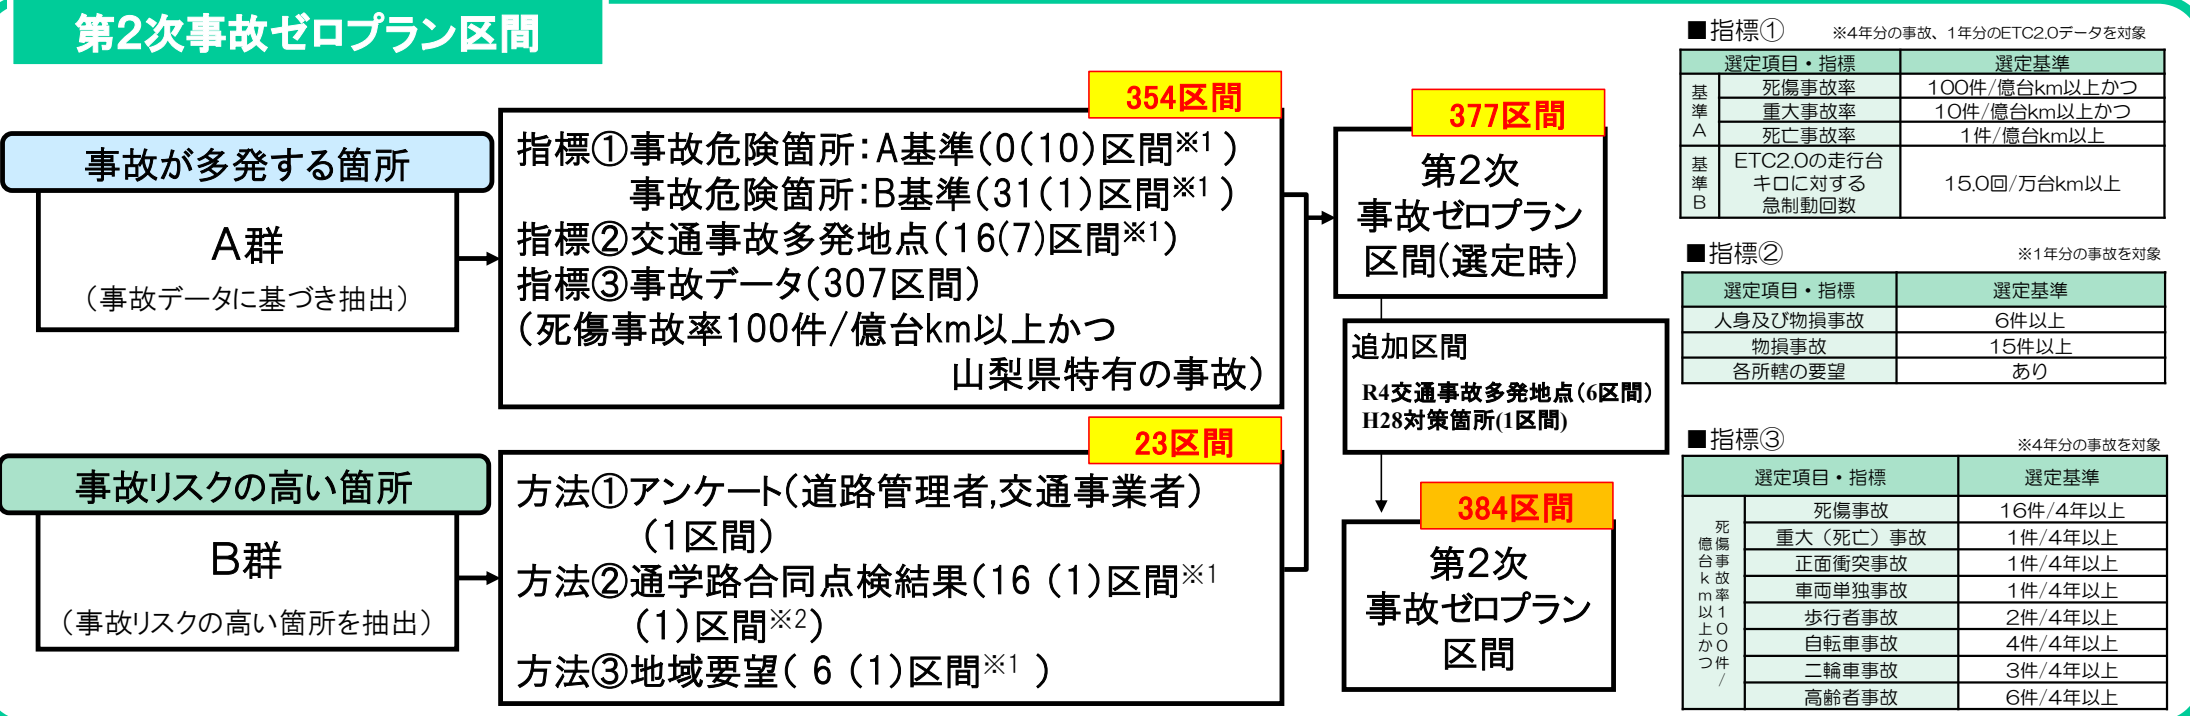 第2次事故ゼロプラン区間
事故が多発する箇所
A群
（事故データに基づき抽出）
354区間
指標①事故危険箇所：A基準（0（10）区間※1）
事故危険箇所：B基準（31（1）区間※1）
指標②交通事故多発地点（16(7)区間※1）
指標③事故データ（307区間）
（死傷事故率100件/億台km以上かつ
山梨県特有の事故）
事故リスクの高い箇所
B群
（事故リスクの高い箇所を抽出）
23区間
方法①アンケート（道路管理者,交通事業者）
（1区間）
方法②通学路合同点検結果（16（1）区間※1
（1）区間※2）
方法③地域要望（ 6（1）区間※1 ）
377区間
第2次
事故ゼロプラン
区間（選定時）
追加区間
R4交通事故多発地点（6区間）
H28対策箇所(1区間)
384区間
第2次
事故ゼロプラン
区間
■指標① ※4年分の事故、1年分のETC2.0データを対象
選定項目・指標 選定基準
基準A
死傷事故率 100件/億台km以上かつ
重大事故率 10件/億台km以上かつ
死亡事故率 1件/億台km以上
基準B
ETC2.0の走行台
キロに対する
急制動回数
15.0回/万台km以上
■指標② ※1年分の事故を対象
選定項目・指標 選定基準
人身及び物損事故 6件以上
物損事故 15件以上
各所轄の要望 あり
■指標③ ※4年分の事故を対象
選定項目・指標 選定基準
死傷事故率100件/
億台km以上かつ
死傷事故 16件/4年以上
重大（死亡）事故 1件/4年以上
正面衝突事故 1件/4年以上
車両単独事故 1件/4年以上
歩行者事故 2件/4年以上
自転車事故 4件/4年以上
二輪車事故 3件/4年以上
高齢者事故 6件/4年以上